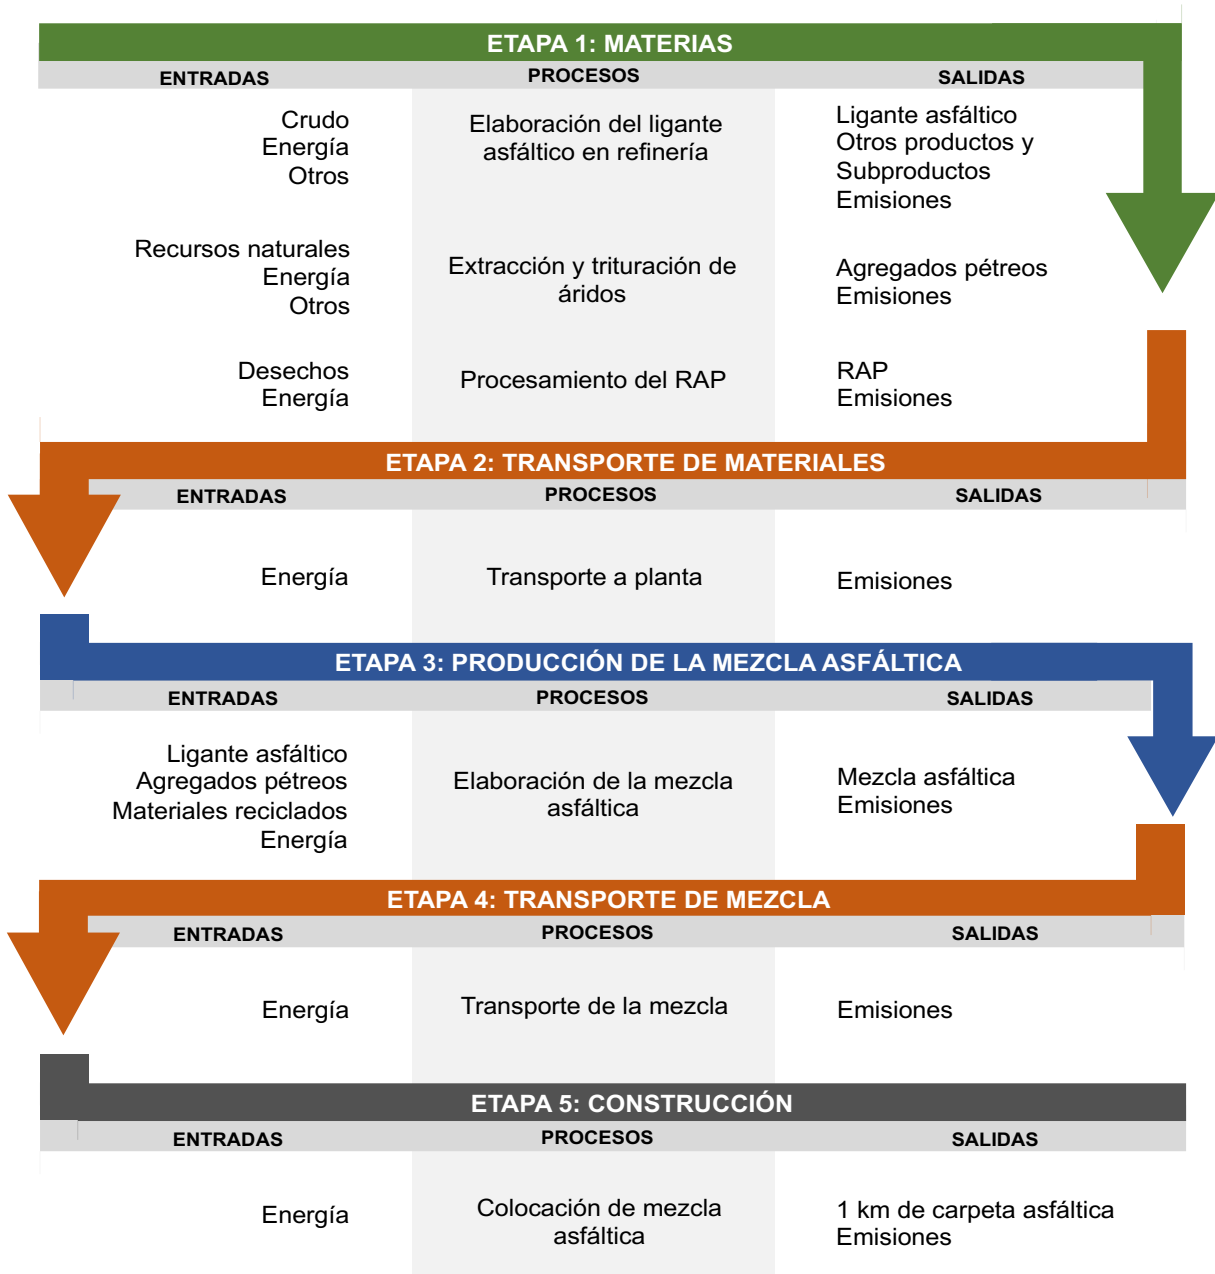 ETAPA 1: MATERIAS
ENTRADAS
PROCESOS
SALIDAS
Crudo
Energía
Otros
Elaboración del ligante
asfáltico en refinería
Ligante asfáltico
Otros productos y
Subproductos
Emisiones
Recursos naturales
Energía
Otros
Extracción y trituración de
áridos
Agregados pétreos
Emisiones
Desechos
Energía
Procesamiento del RAP
RAP
Emisiones
ETAPA 2: TRANSPORTE DE MATERIALES
ENTRADAS
PROCESOS
SALIDAS
Energía
Transporte a planta
Emisiones
ETAPA 3: PRODUCCIÓN DE LA MEZCLA ASFÁLTICA
ENTRADAS
PROCESOS
SALIDAS
Ligante asfáltico
Agregados pétreos
Materiales reciclados
Energía
Elaboración de la mezcla
asfáltica
Mezcla asfáltica
Emisiones
ETAPA 4: TRANSPORTE DE MEZCLA
ENTRADAS
PROCESOS
SALIDAS
Energía
Transporte de la mezcla
Emisiones
ETAPA 5: CONSTRUCCIÓN
ENTRADAS
PROCESOS
SALIDAS
Energía
Colocación de mezcla
asfáltica
1 km de carpeta asfáltica
Emisiones